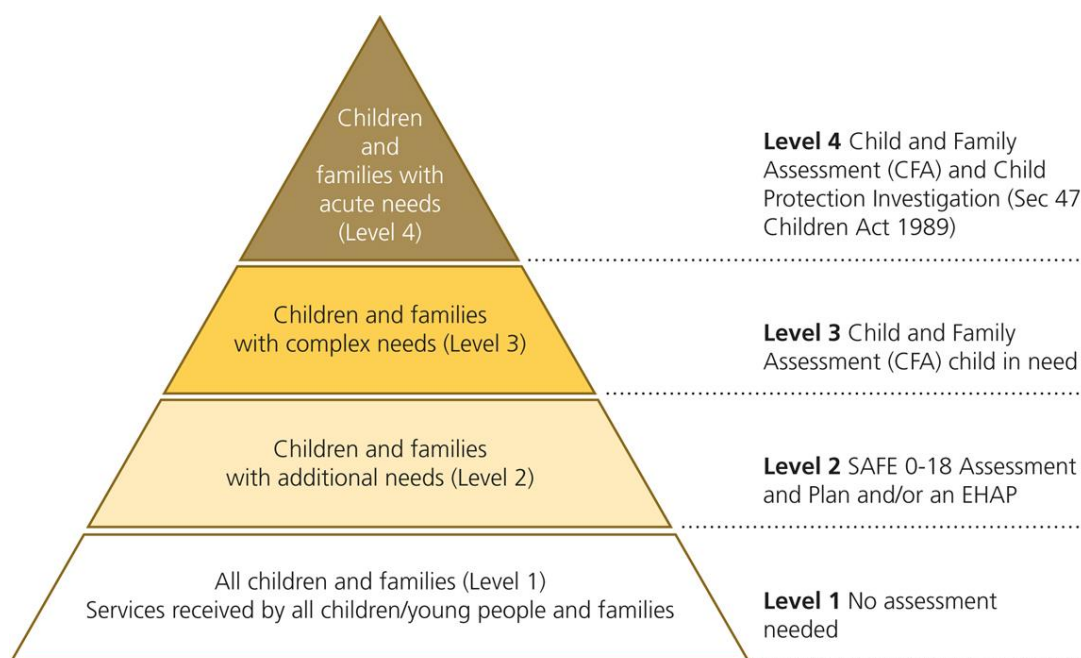 Children
and
families with
acute needs
(Level 4)
Level 4 Child and Family
Assessment (CFA) and Child
Protection Investigation (Sec 47
Children Act 1989)
Children and families
with complex needs (Level 3)
Level 3 Child and Family
Assessment (CFA) child in need
Children and families
with additional needs (Level 2)
Level 2 SAFE 0-18 Assessment
and Plan and/or an EHAP
All children and families (Level 1)
Services received by all children/young people and families
Level 1 No assessment
needed